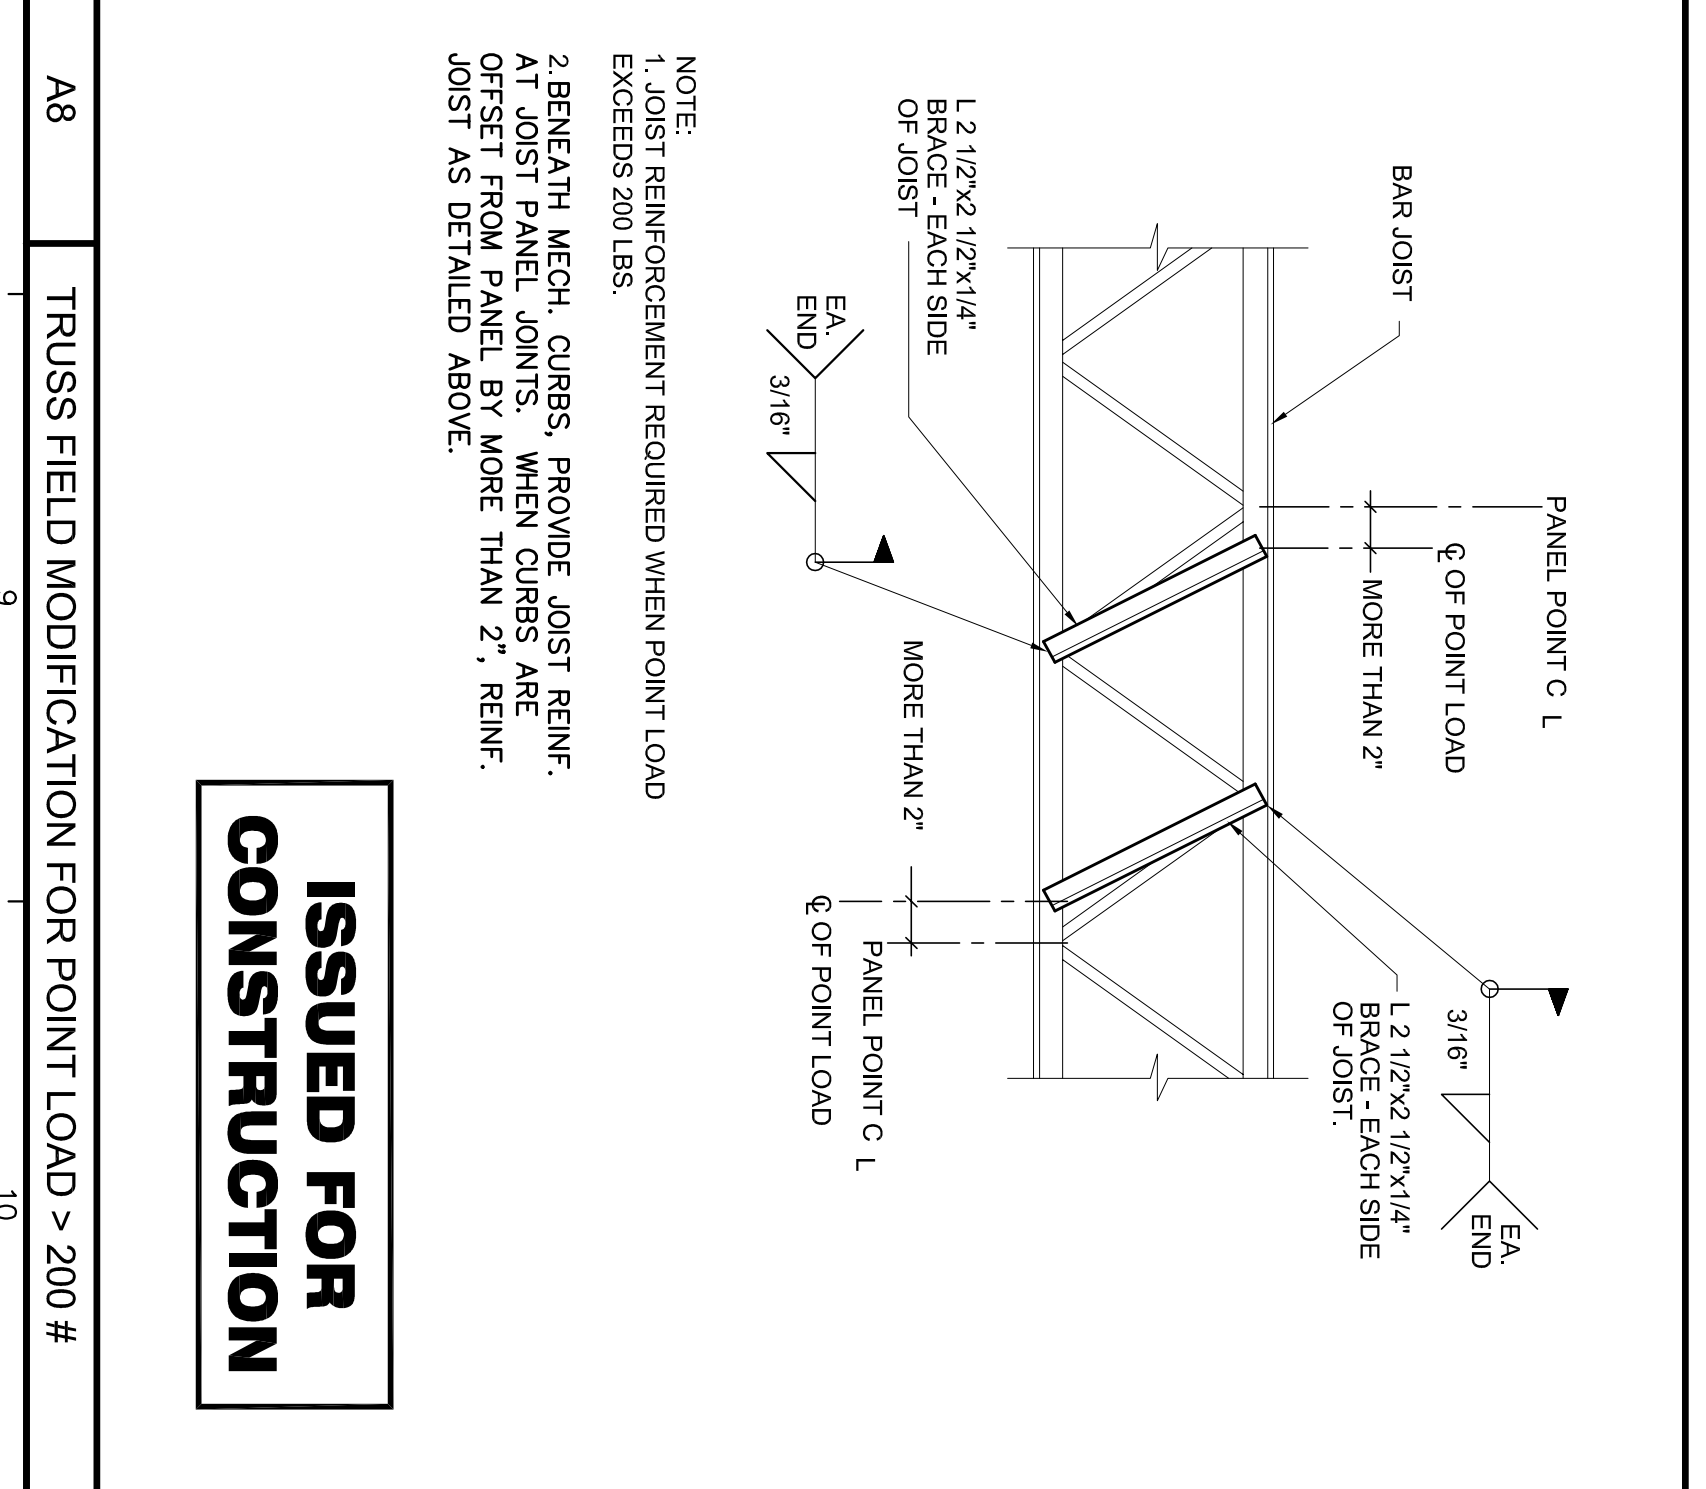 PANEL POINT C L
℄ OF POINT LOAD
MORE THAN 2"
BAR JOIST
EA.
END
3/16"
L 2 1/2"x2 1/2"x1/4"
BRACE - EACH SIDE
OF JOIST.
L 2 1/2"x2 1/2"x1/4"
BRACE - EACH SIDE
OF JOIST
MORE THAN 2"
PANEL POINT C L
℄ OF POINT LOAD
EA.
END
3/16"
NOTE:
1. JOIST REINFORCEMENT REQUIRED WHEN POINT LOAD
EXCEEDS 200 LBS.
2. BENEATH MECH. CURBS, PROVIDE JOIST REINF.
AT JOIST PANEL JOINTS. WHEN CURBS ARE
OFFSET FROM PANEL BY MORE THAN 2", REINF.
JOIST AS DETAILED ABOVE.
ISSUED FOR
CONSTRUCTION
A8
TRUSS FIELD MODIFICATION FOR POINT LOAD > 200 #
9
10